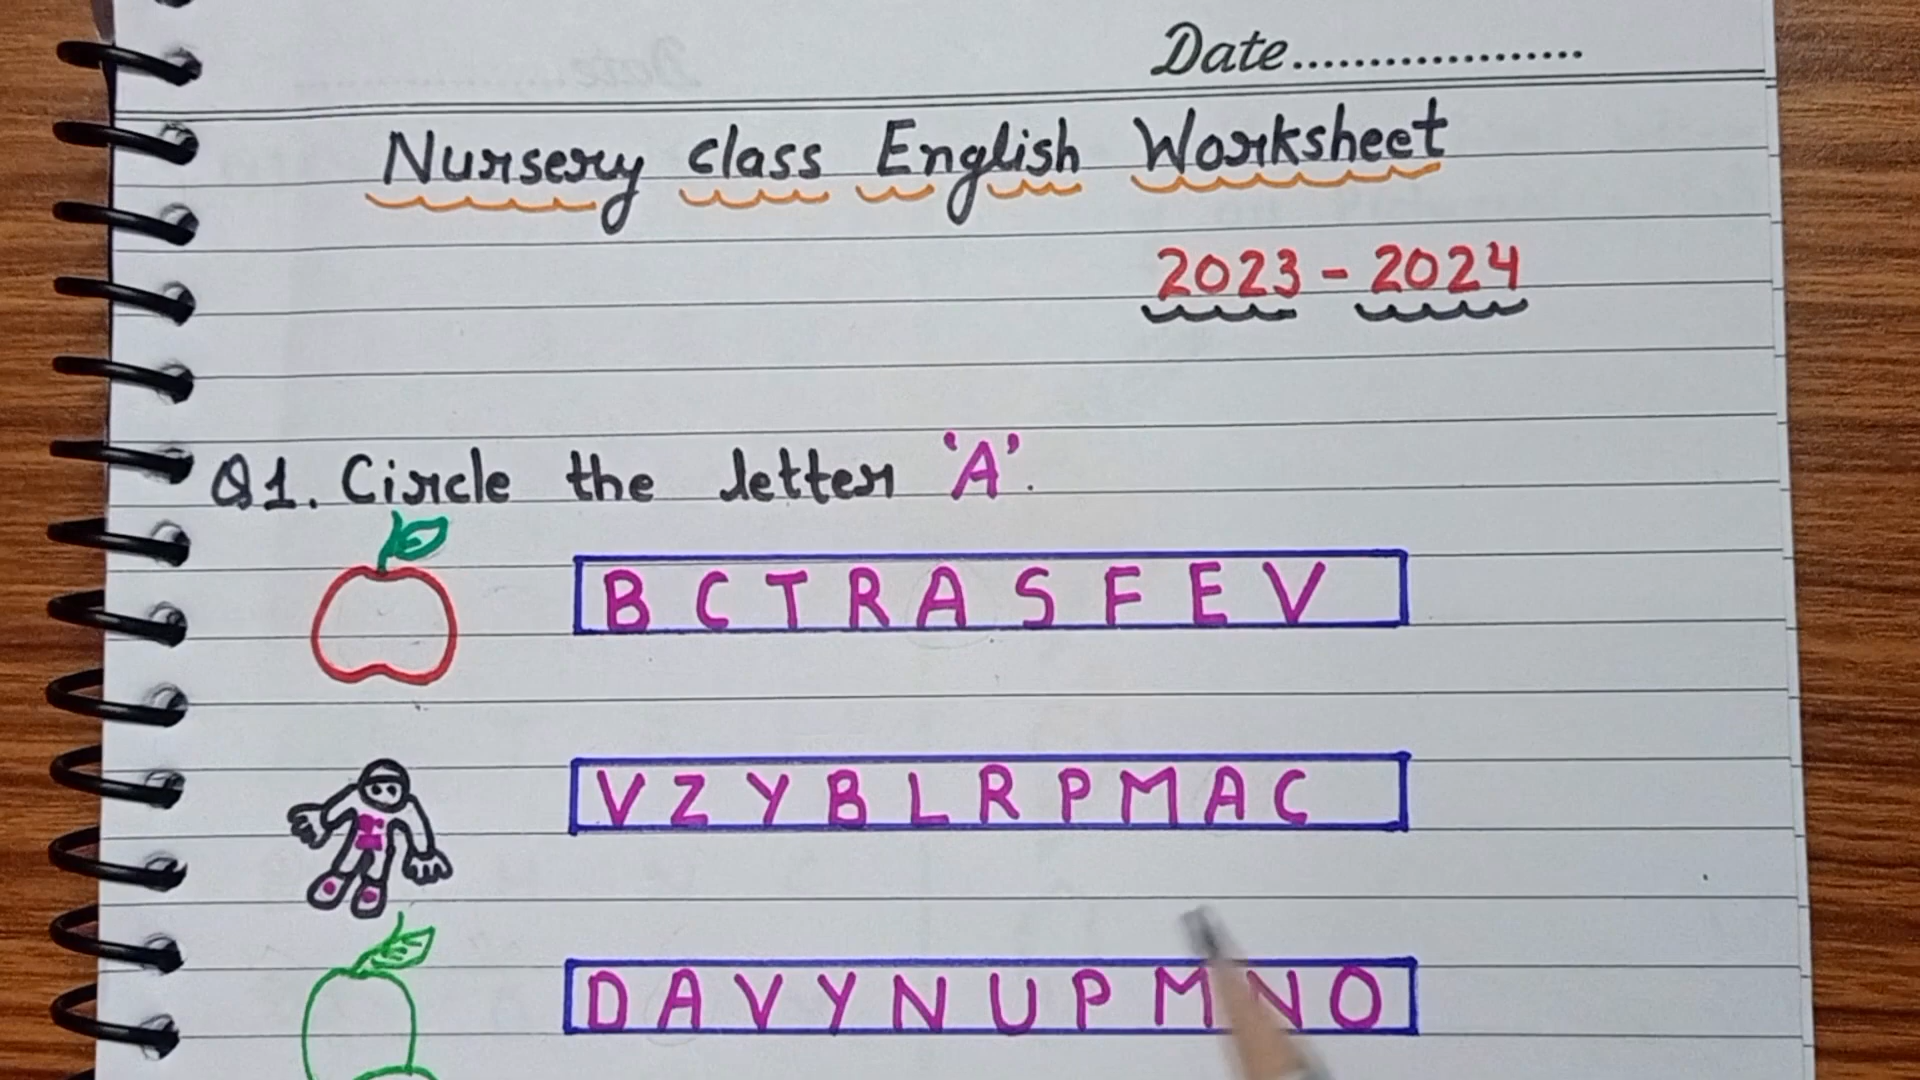 Date....................
Nursery class English Worksheet
2023 - 2024
Q1. Circle the letter 'A'.
B C T R A S F E V
V Z Y B L R P M A C
D A V Y N U P M N O